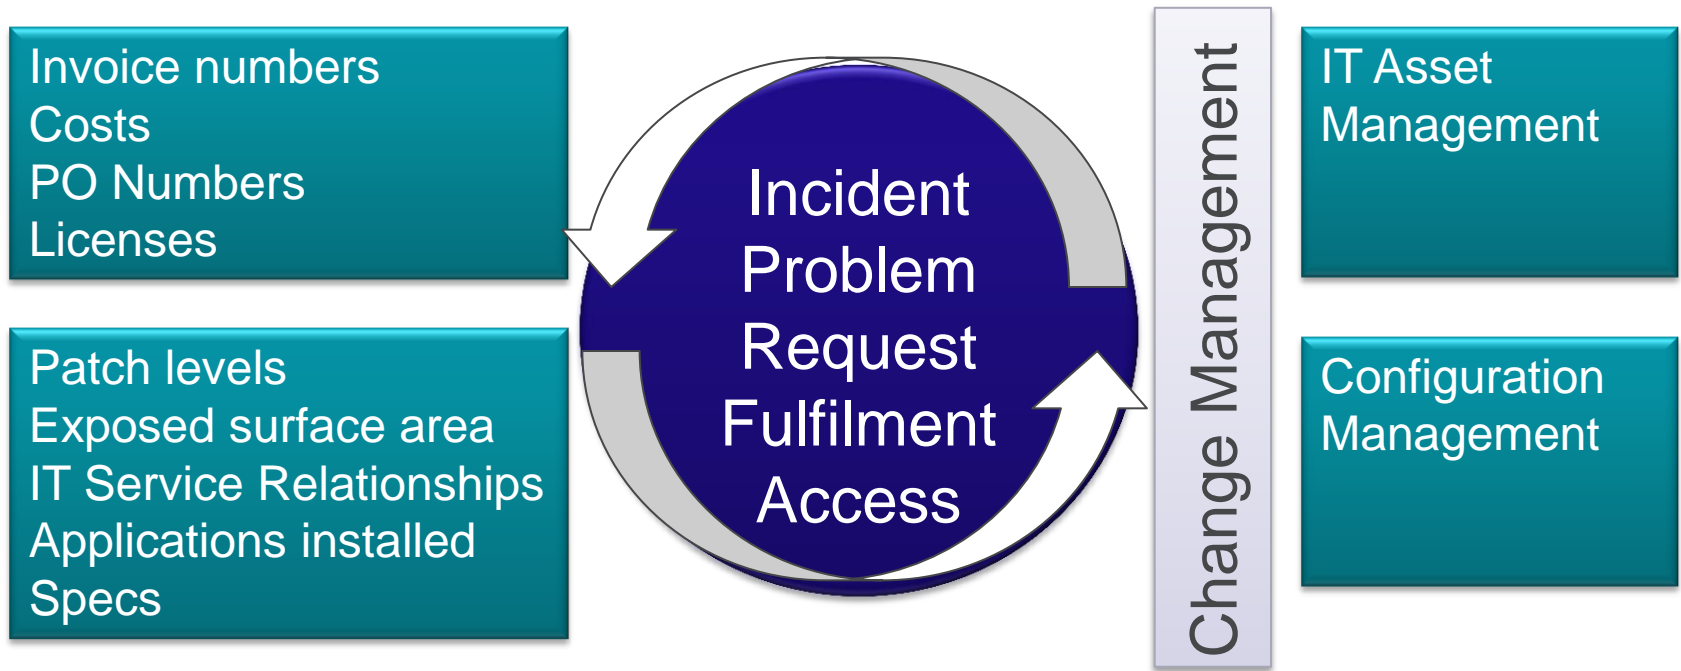 Invoice numbers
Costs
PO Numbers
Licenses
Patch levels
Exposed surface area
IT Service Relationships
Applications installed
Specs
Incident
Problem
Request
Fulfilment
Access
Change Management
IT Asset
Management
Configuration
Management